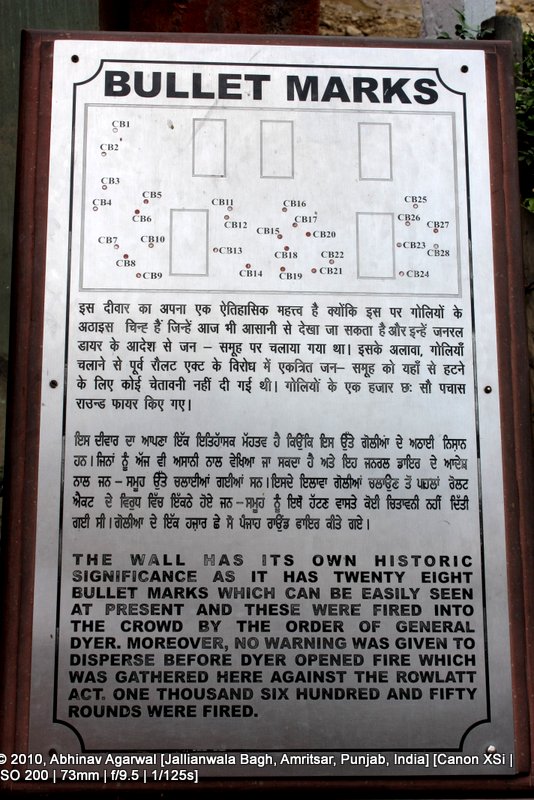 BULLET MARKS
CB1
CB2
CB3
CB4
CB5
CB6
CB7
CB8
CB9
CB10
CB11
CB12
CB13
CB14
CB15
CB16
CB17
CB18
CB19
CB20
CB21
CB22
CB23
CB24
CB25
CB26
CB27
CB28
इस दीवार का अपना एक ऐतिहासिक महत्त्व है क्योंकि इस पर गोलियों के
अठाइस चिन्ह हैं जिन्हें आज भी आसानी से देखा जा सकता है और इन्हें जनरल
डायर के आदेश से जन – समूह पर चलाया गया था। इसके अलावा, गोलियाँ
चलाने से पूर्व रौलट एक्ट के विरोध में एकत्रित जन– समूह को यहाँ से हटने
के लिए कोई चेतावनी नहीं दी गई थी। गोलियों के एक हजार छः सौ पचास
राऊन्ड फायर किए गए।
ਇਸ ਦੀਵਾਰ ਦਾ ਆਪਣਾ ਇੱਕ ਇਤਿਹਾੱਸਕ ਮੱਹਤਵ ਹੈ ਕਿਉਂਕਿ ਇਸ ਉੱਤੇ ਗੋਲੀਆਂ ਦੇ ਅਠਾਈ ਨਿਸ਼ਾਨ
ਹਨ। ਜਿਨਾਂ ਨੂੰ ਅੱਜ ਵੀ ਅਸਾਨੀ ਨਾਲ ਵੇਖਿਆ ਜਾ ਸਕਦਾ ਹੈ ਅਤੇ ਇਹ ਜਨਰਲ ਡਾਇਰ ਦੇ ਆਦੇਸ਼
ਨਾਲ ਜਨ – ਸਮੂਹ ਉੱਤੇ ਚਲਾਈਆਂ ਗਈਆਂ ਸਨ। ਇਸਦੇ ਇਲਾਵਾ ਗੋਲੀਆਂ ਚਲਾਉਣ ਤੋਂ ਪਹਲਾਂ ਰੋਲਟ
ਐਕਟ ਦੇ ਵਿਰੁਧ ਵਿੱਚ ਇੱਕਠੇ ਹੋਏ ਜਨ – ਸਮੂਹ ਨੂੰ ਇਥੋਂ ਹੱਟਣ ਵਾਸਤੇ ਕੋਈ ਚਿਤਾਵਨੀ ਨਹੀਂ ਦਿੱਤੀ
ਗਈ ਸੀ। ਗੋਲੀਆ ਦੇ ਇਕ ਹਜ਼ਾਰ ਛੇ ਸੌ ਪੰਜਾਹ ਰਾਊਂਡ ਫਾਇਰ ਕੀਤੇ ਗਏ।
THE WALL HAS ITS OWN HISTORIC
SIGNIFICANCE AS IT HAS TWENTY EIGHT
BULLET MARKS WHICH CAN BE EASILY SEEN
AT PRESENT AND THESE WERE FIRED INTO
THE CROWD BY THE ORDER OF GENERAL
DYER. MOREOVER, NO WARNING WAS GIVEN TO
DISPERSE BEFORE DYER OPENED FIRE WHICH
WAS GATHERED HERE AGAINST THE ROWLATT
ACT. ONE THOUSAND SIX HUNDRED AND FIFTY
ROUNDS WERE FIRED.
© 2010, Abhinav Agarwal [Jallianwala Bagh, Amritsar, Punjab, India] [Canon XSi |
ISO 200 | 73mm | f/9.5 | 1/125s]